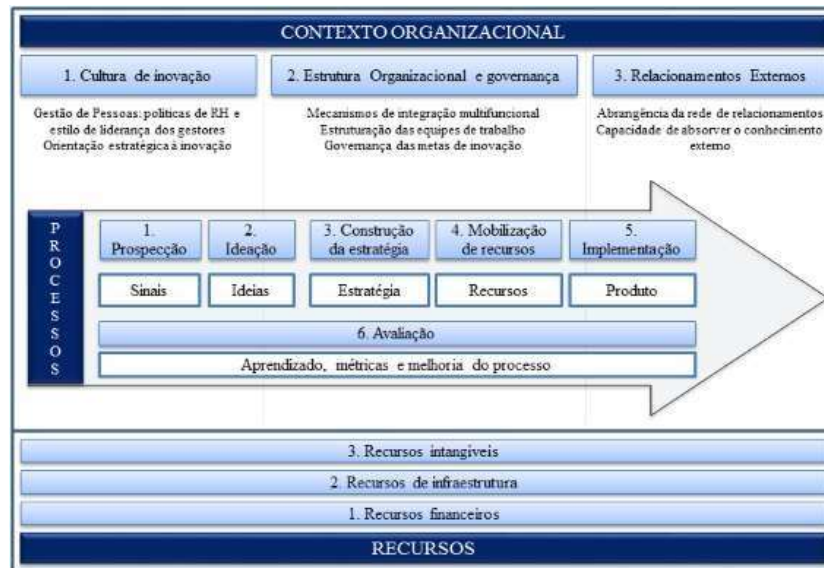 CONTEXTO ORGANIZACIONAL
1. Cultura de inovação
Gestão de Pessoas: políticas de RH e
estilo de liderança dos gestores
Orientação estratégica à inovação
2. Estrutura Organizacional e governança
Mecanismos de integração multifuncional
Estruturação das equipes de trabalho
Governança das metas de inovação
3. Relacionamentos Externos
Abrangência da rede de relacionamentos
Capacidade de absorver o conhecimento
externo
PROCESSOS
1.
Prospecção
Sinais
2.
Ideação
Ideias
3. Construção
da estratégia
Estratégia
4. Mobilização
de recursos
Recursos
5.
Implementação
Produto
6. Avaliação
Aprendizado, métricas e melhoria do processo
3. Recursos intangíveis
2. Recursos de infraestrutura
1. Recursos financeiros
RECURSOS